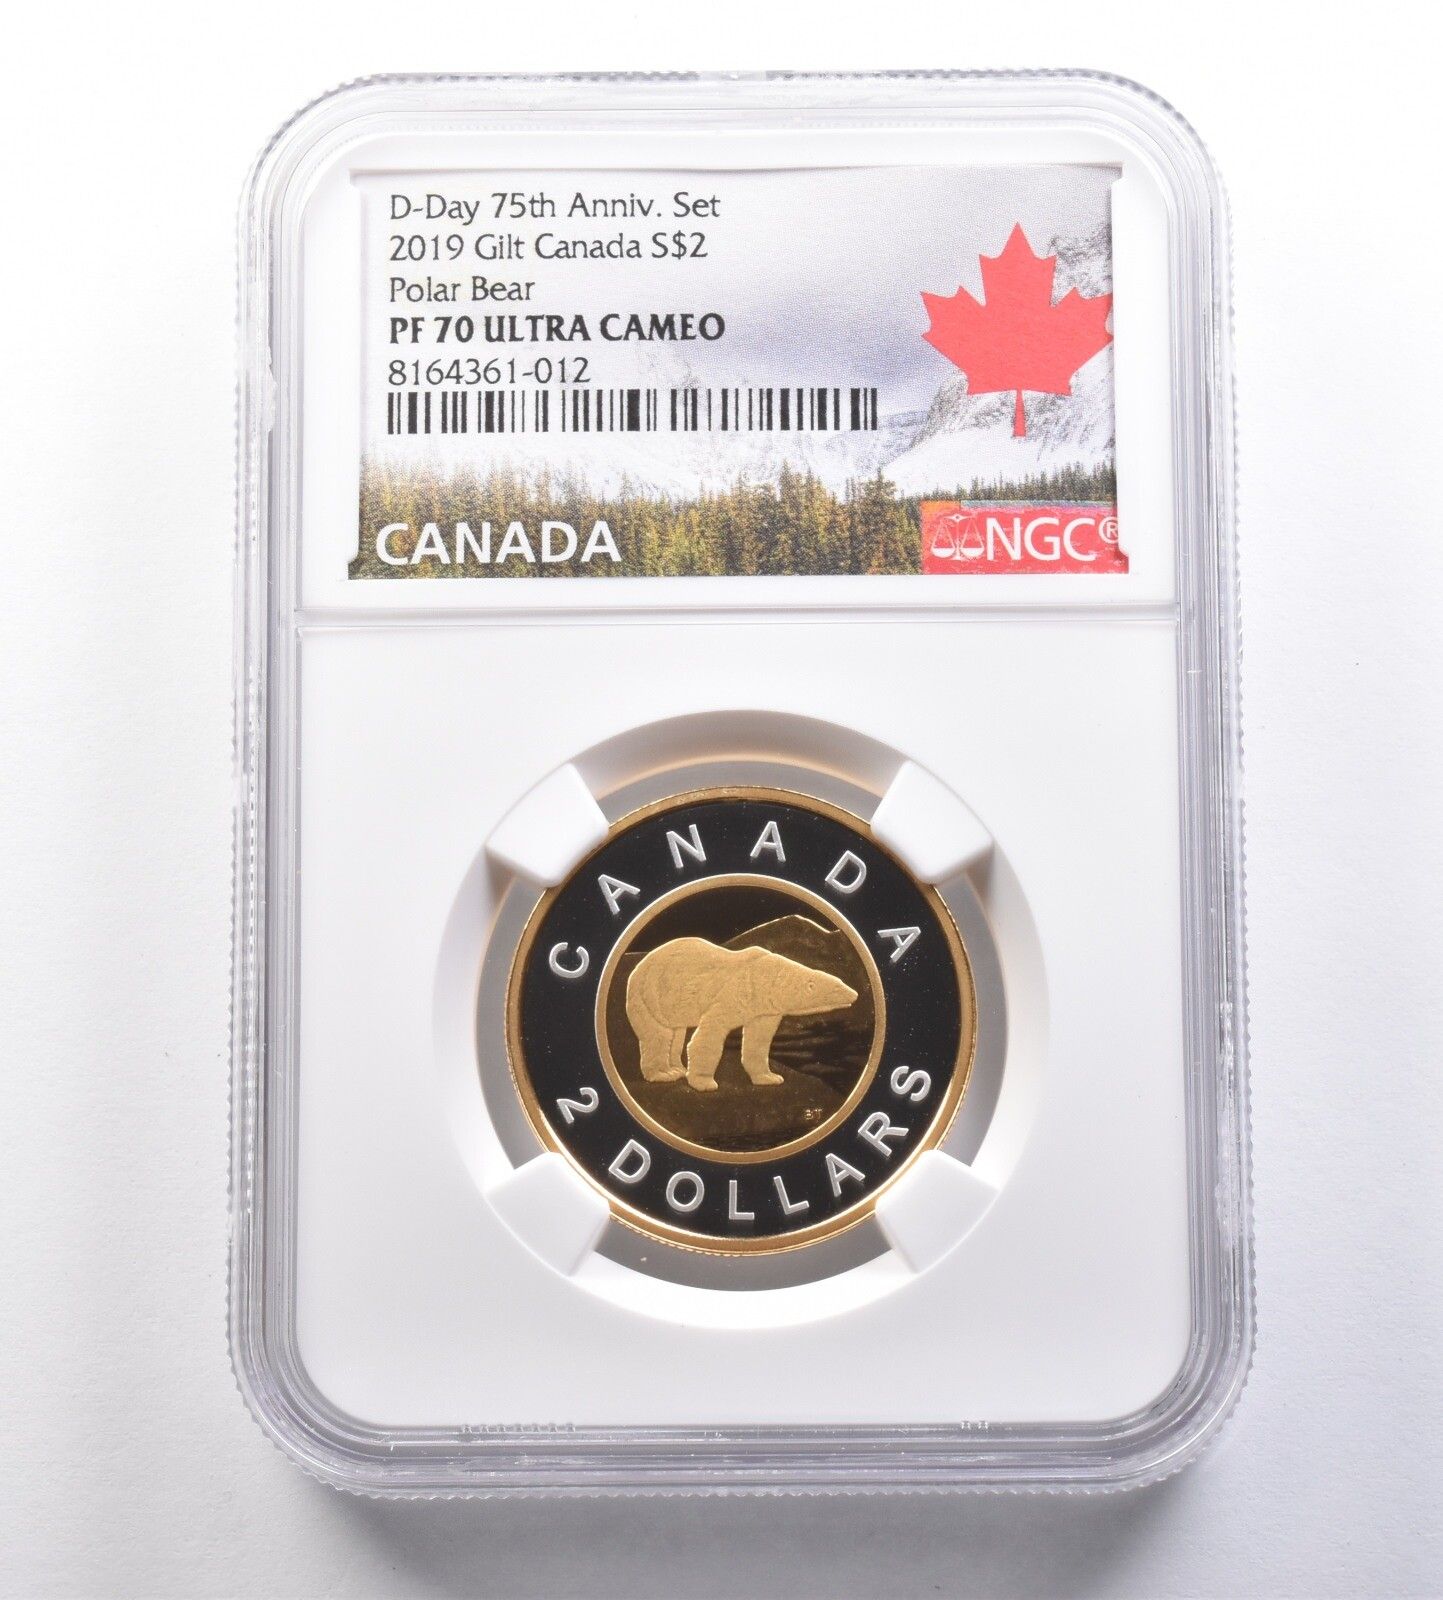 D-Day 75th Anniv. Set
2019 Gilt Canada S$2
Polar Bear
PF 70 ULTRA CAMEO
8164361-012
CANADA
NGC®
CANADA
BT
2 DOLLARS